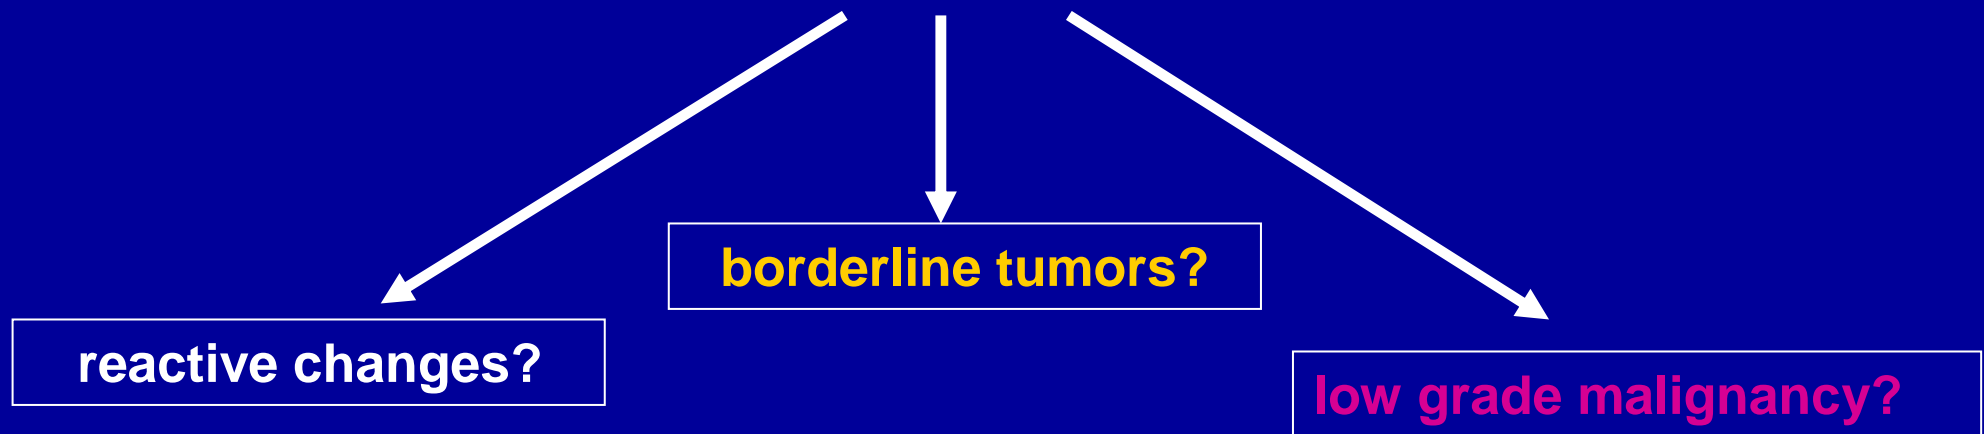 borderline tumors?
reactive changes?
low grade malignancy?